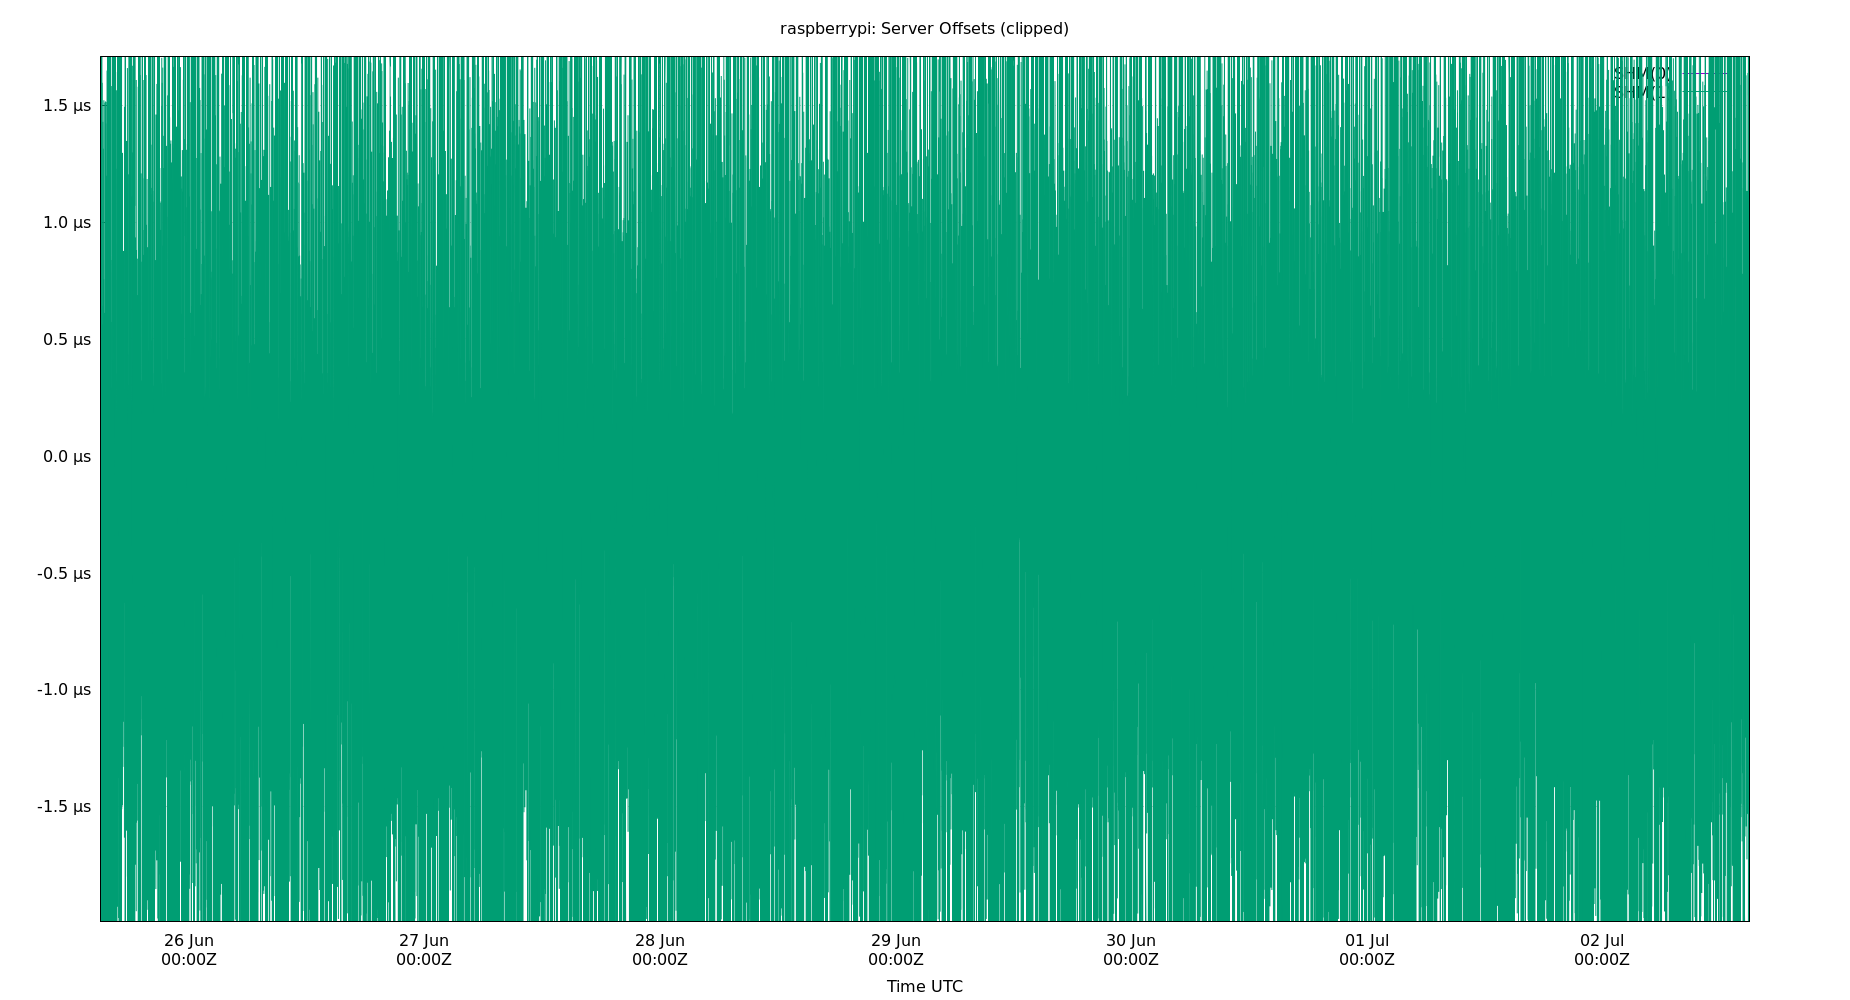 raspberrypi: Server Offsets (clipped)
SHM(0)
1.5 µs
1.0 µs
0.5 µs
0.0 µs
-0.5 µs
-1.0 µs
-1.5 µs
26 Jun 27 Jun 28 Jun 29 Jun 30 Jun 01 Jul 02 Jul
00:00Z 00:00Z 00:00Z 00:00Z 00:00Z 00:00Z 00:00Z
Time UTC